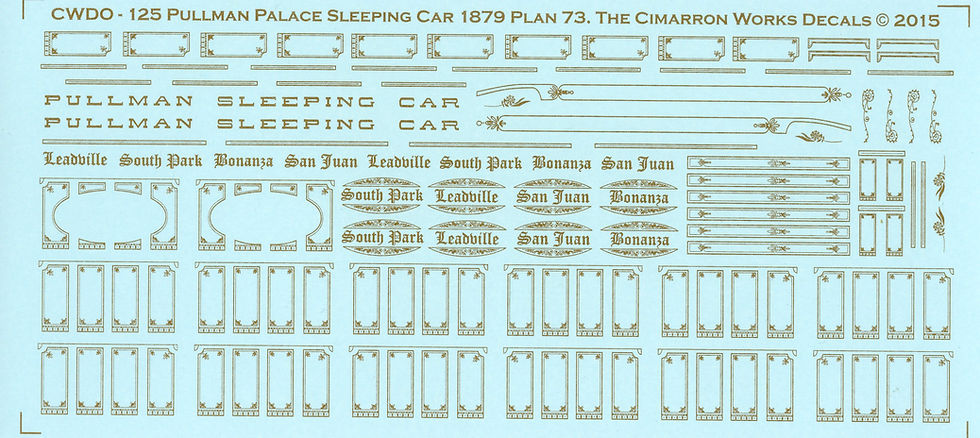 CWDO - 125 Pullman Palace Sleeping Car 1879 Plan 73. The Cimarron Works Decals © 2015
PULLMAN SLEEPING CAR
PULLMAN SLEEPING CAR
Leadville South Park Bonanza San Juan Leadville South Park Bonanza San Juan
South Park Leadville San Juan Bonanza
South Park Leadville San Juan Bonanza